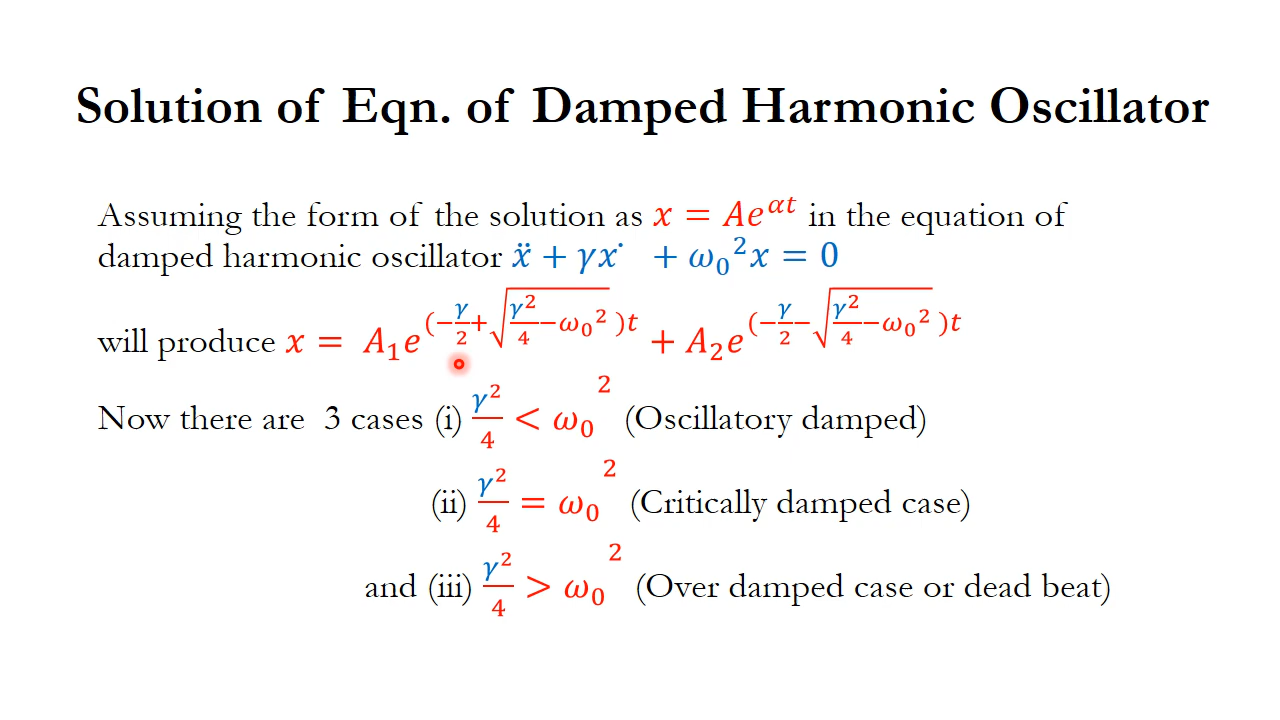 Solution of Eqn. of Damped Harmonic Oscillator
Assuming the form of the solution as x = Ae^{αt} in the equation of
damped harmonic oscillator ẍ + γẋ + ω₀²x = 0
will produce x = A₁e^{(−γ/2+√(γ²/4−ω₀²))t} + A₂e^{(−γ/2−√(γ²/4−ω₀²))t}
Now there are 3 cases (i) γ²/4 < ω₀² (Oscillatory damped)
(ii) γ²/4 = ω₀² (Critically damped case)
and (iii) γ²/4 > ω₀² (Over damped case or dead beat)